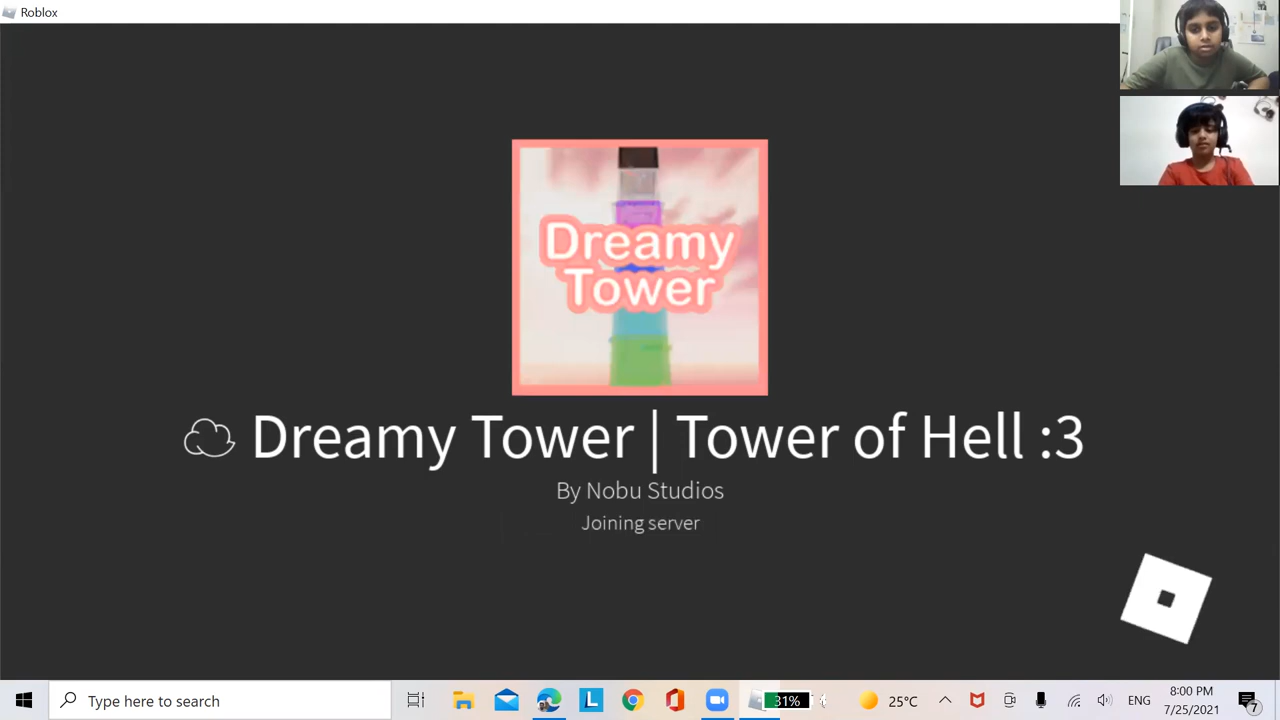 Roblox
Dreamy
Tower
Dreamy Tower | Tower of Hell :3
By Nobu Studios
Joining server
Type here to search
L
31%
25°C
ENG
8:00 PM
7/25/2021
7